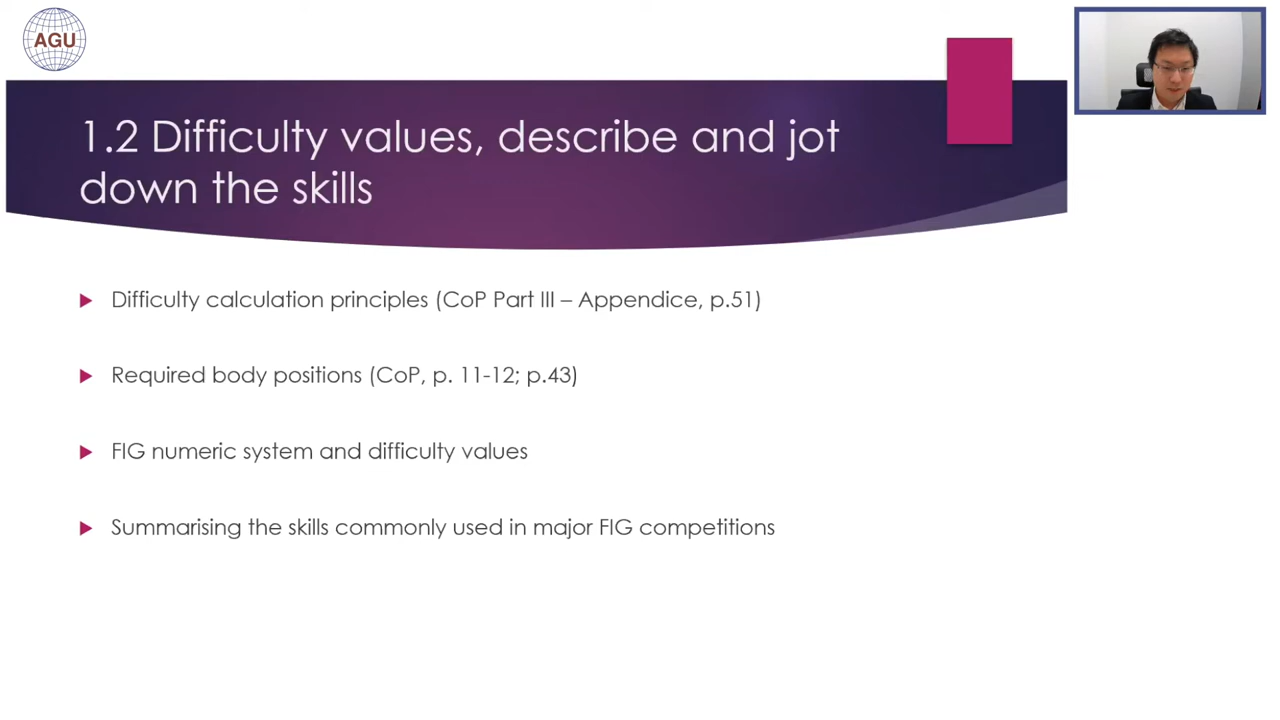 AGU
1.2 Difficulty values, describe and jot
down the skills
Difficulty calculation principles (CoP Part III – Appendice, p.51)
Required body positions (CoP, p. 11-12; p.43)
FIG numeric system and difficulty values
Summarising the skills commonly used in major FIG competitions